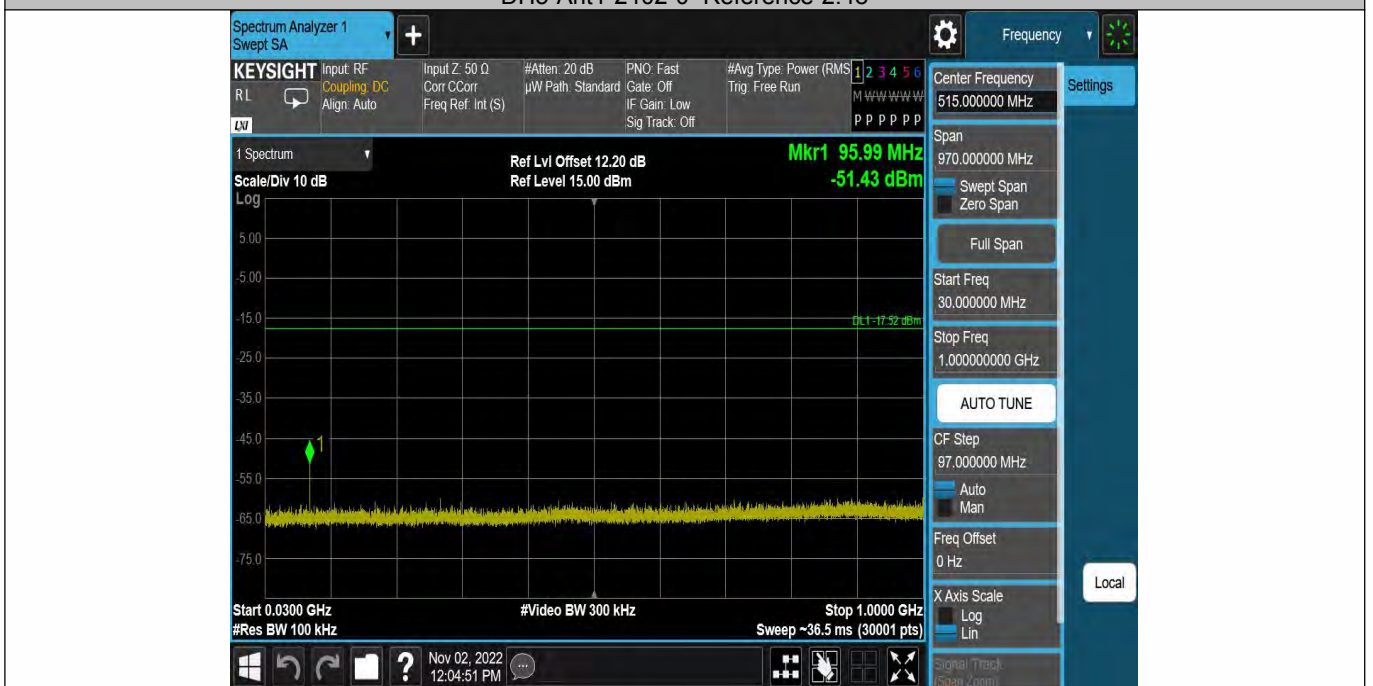 Spectrum Analyzer 1
Swept SA
+
Frequency
KEYSIGHT
RL
LXI
Input: RF
Coupling: DC
Align: Auto
Input Z: 50 Ω
Corr CCorr
Freq Ref: Int (S)
#Atten: 20 dB
µW Path: Standard
PNO: Fast
Gate: Off
IF Gain: Low
Sig Track: Off
#Avg Type: Power (RMS
Trig: Free Run
1 2 3 4 5 6
M W W W W W
P P P P P P
Center Frequency
515.000000 MHz
Settings
1 Spectrum
Ref Lvl Offset 12.20 dB
Mkr1 95.99 MHz
Scale/Div 10 dB
Ref Level 15.00 dBm
-51.43 dBm
Log
5.00
-5.00
-15.0
DL1 -17.52 dBm
-25.0
-35.0
-45.0
1
-55.0
-65.0
-75.0
Start 0.0300 GHz
#Video BW 300 kHz
Stop 1.0000 GHz
#Res BW 100 kHz
Sweep ~36.5 ms (30001 pts)
Span
970.000000 MHz
Swept Span
Zero Span
Full Span
Start Freq
30.000000 MHz
Stop Freq
1.000000000 GHz
AUTO TUNE
CF Step
97.000000 MHz
Auto
Man
Freq Offset
0 Hz
X Axis Scale
Log
Lin
Signal Track
(Span Zoom)
Local
?
Nov 02, 2022
12:04:51 PM